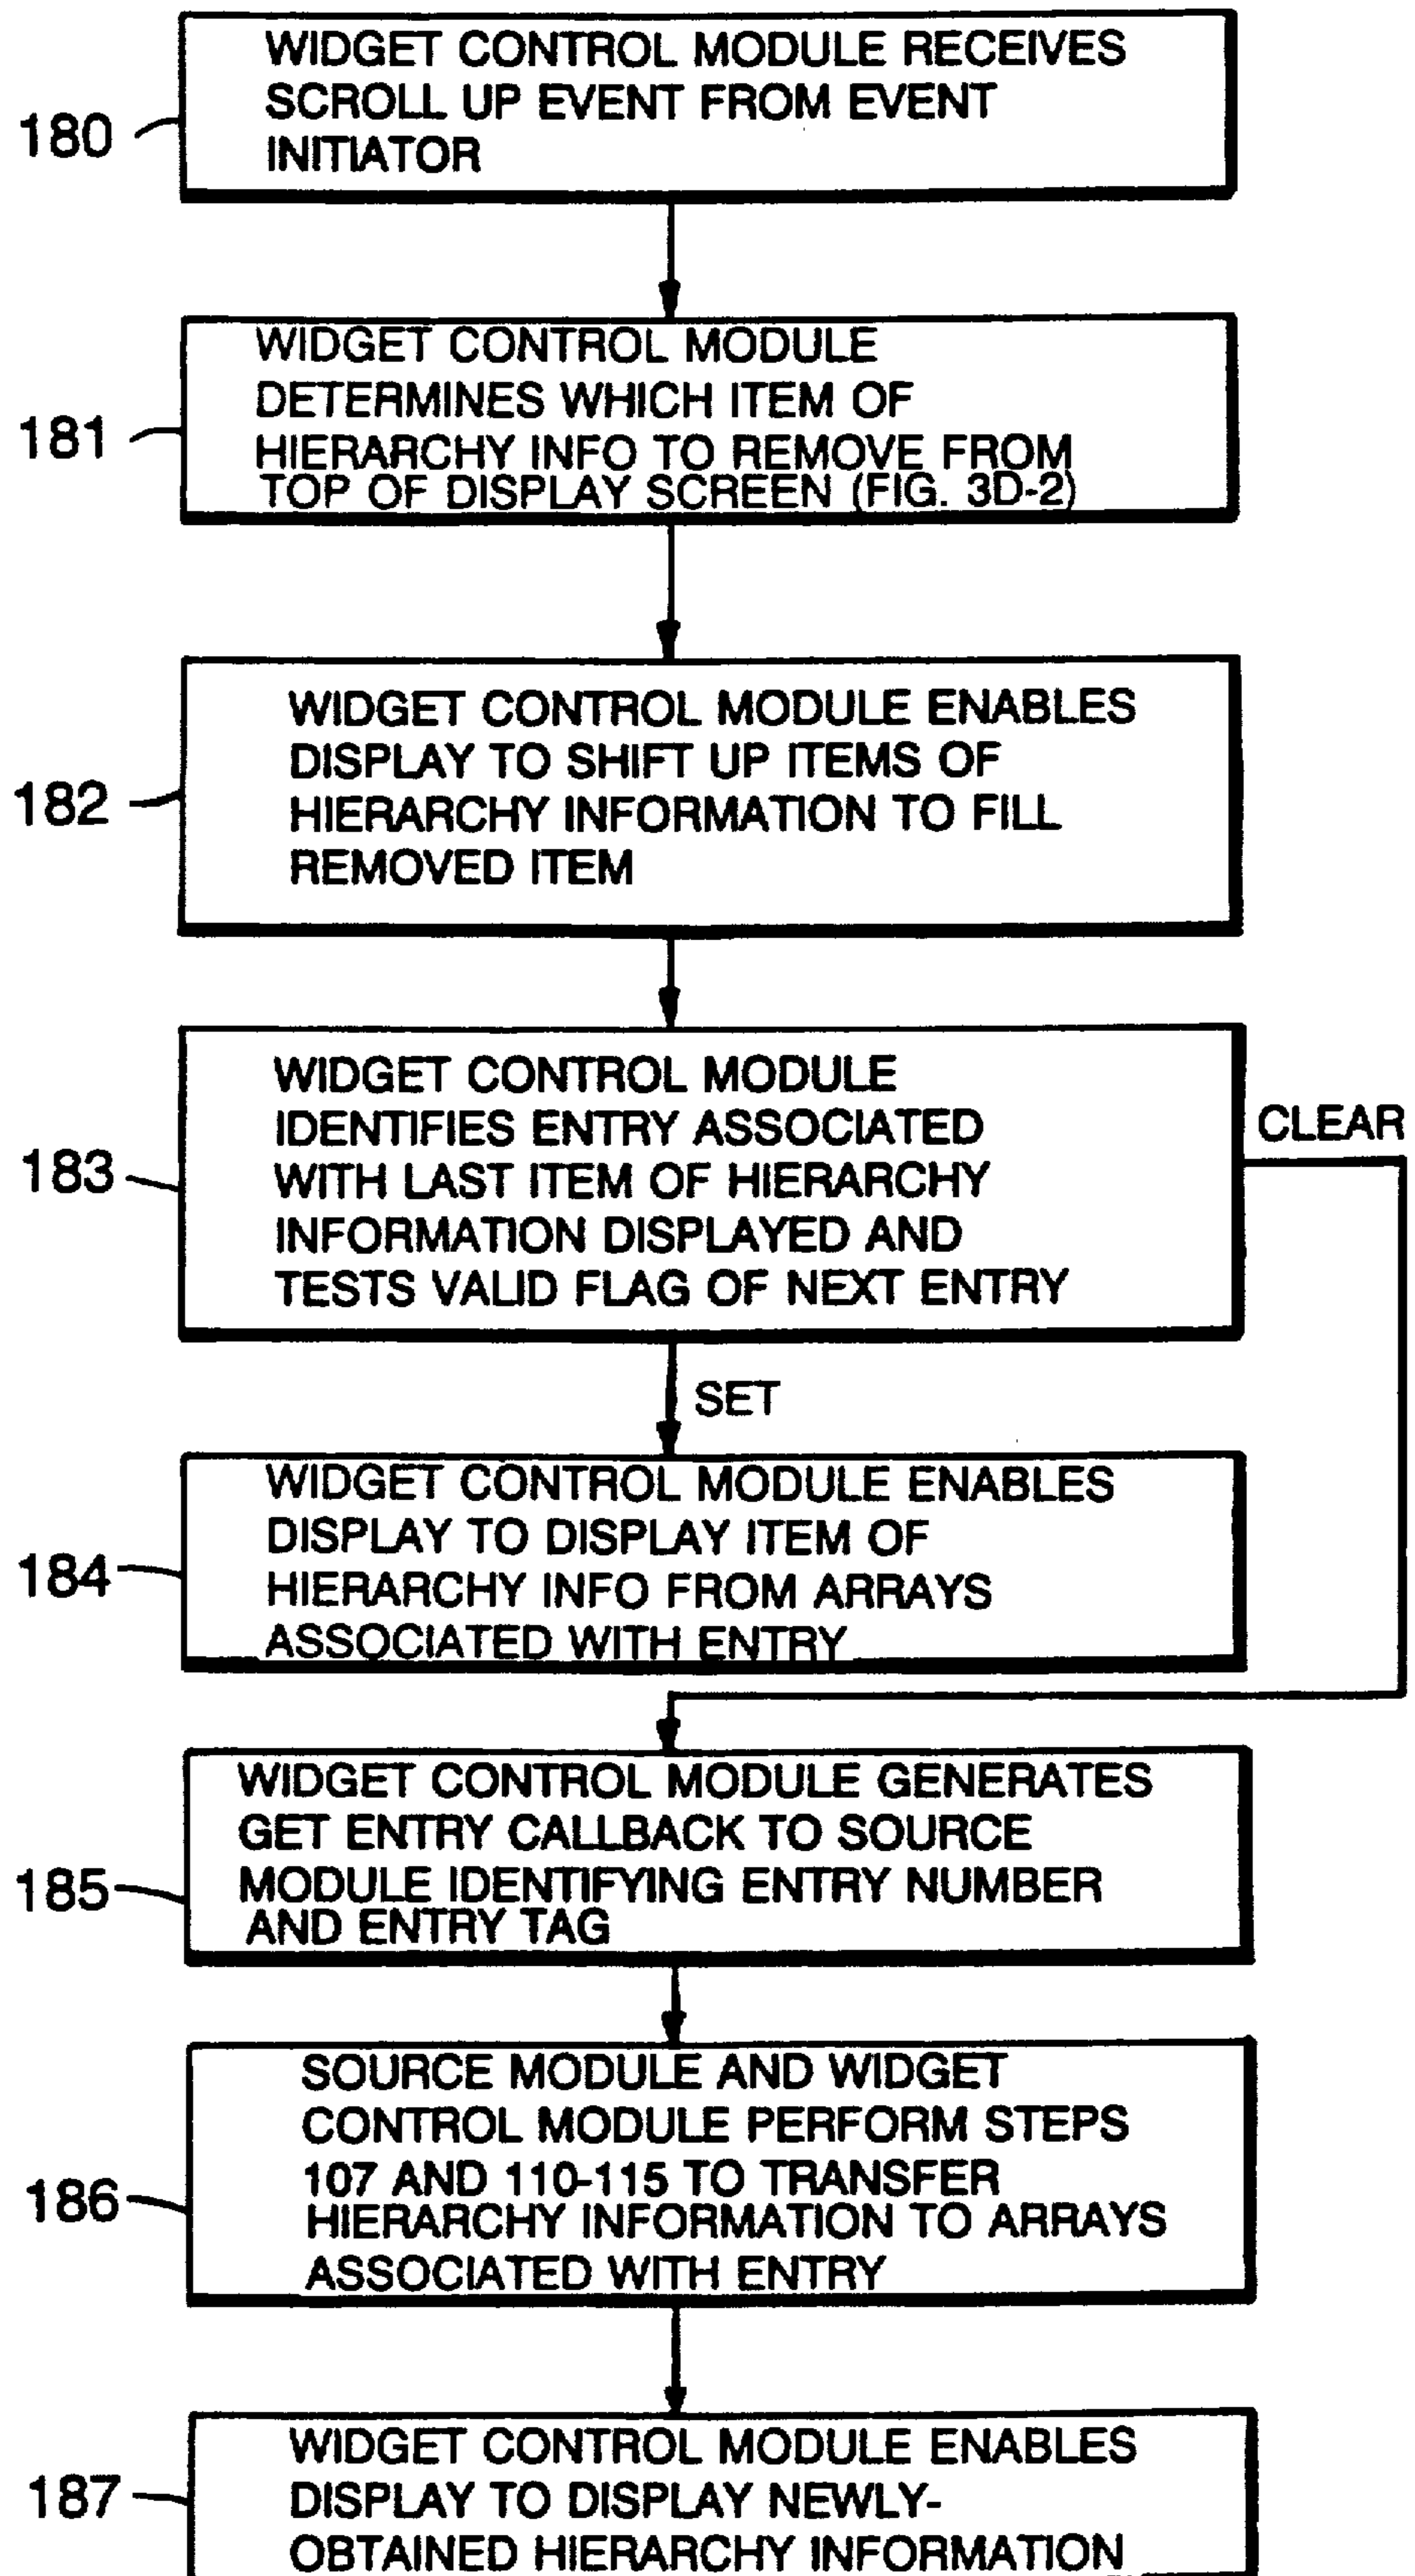 WIDGET CONTROL MODULE RECEIVES
SCROLL UP EVENT FROM EVENT
INITIATOR
180
WIDGET CONTROL MODULE
DETERMINES WHICH ITEM OF
HIERARCHY INFO TO REMOVE FROM
TOP OF DISPLAY SCREEN (FIG. 3D-2)
181
WIDGET CONTROL MODULE ENABLES
DISPLAY TO SHIFT UP ITEMS OF
HIERARCHY INFORMATION TO FILL
REMOVED ITEM
182
WIDGET CONTROL MODULE
IDENTIFIES ENTRY ASSOCIATED
WITH LAST ITEM OF HIERARCHY
INFORMATION DISPLAYED AND
TESTS VALID FLAG OF NEXT ENTRY
183
CLEAR
SET
WIDGET CONTROL MODULE ENABLES
DISPLAY TO DISPLAY ITEM OF
HIERARCHY INFO FROM ARRAYS
ASSOCIATED WITH ENTRY
184
WIDGET CONTROL MODULE GENERATES
GET ENTRY CALLBACK TO SOURCE
MODULE IDENTIFYING ENTRY NUMBER
AND ENTRY TAG
185
SOURCE MODULE AND WIDGET
CONTROL MODULE PERFORM STEPS
107 AND 110-115 TO TRANSFER
HIERARCHY INFORMATION TO ARRAYS
ASSOCIATED WITH ENTRY
186
WIDGET CONTROL MODULE ENABLES
DISPLAY TO DISPLAY NEWLY-
OBTAINED HIERARCHY INFORMATION
187